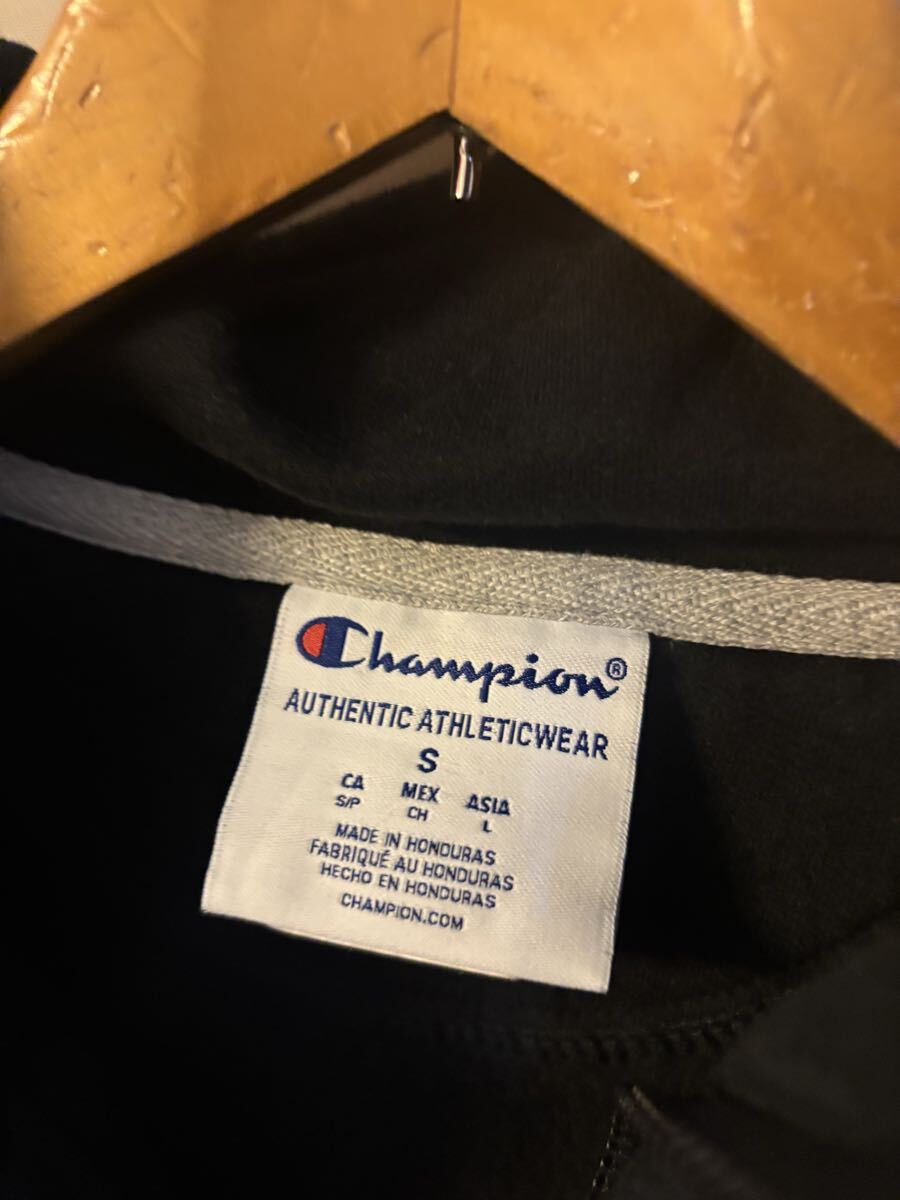 Champion®
AUTHENTIC ATHLETICWEAR
S
CA MEX ASIA
S/P CH L
MADE IN HONDURAS
FABRIQUÉ AU HONDURAS
HECHO EN HONDURAS
CHAMPION.COM